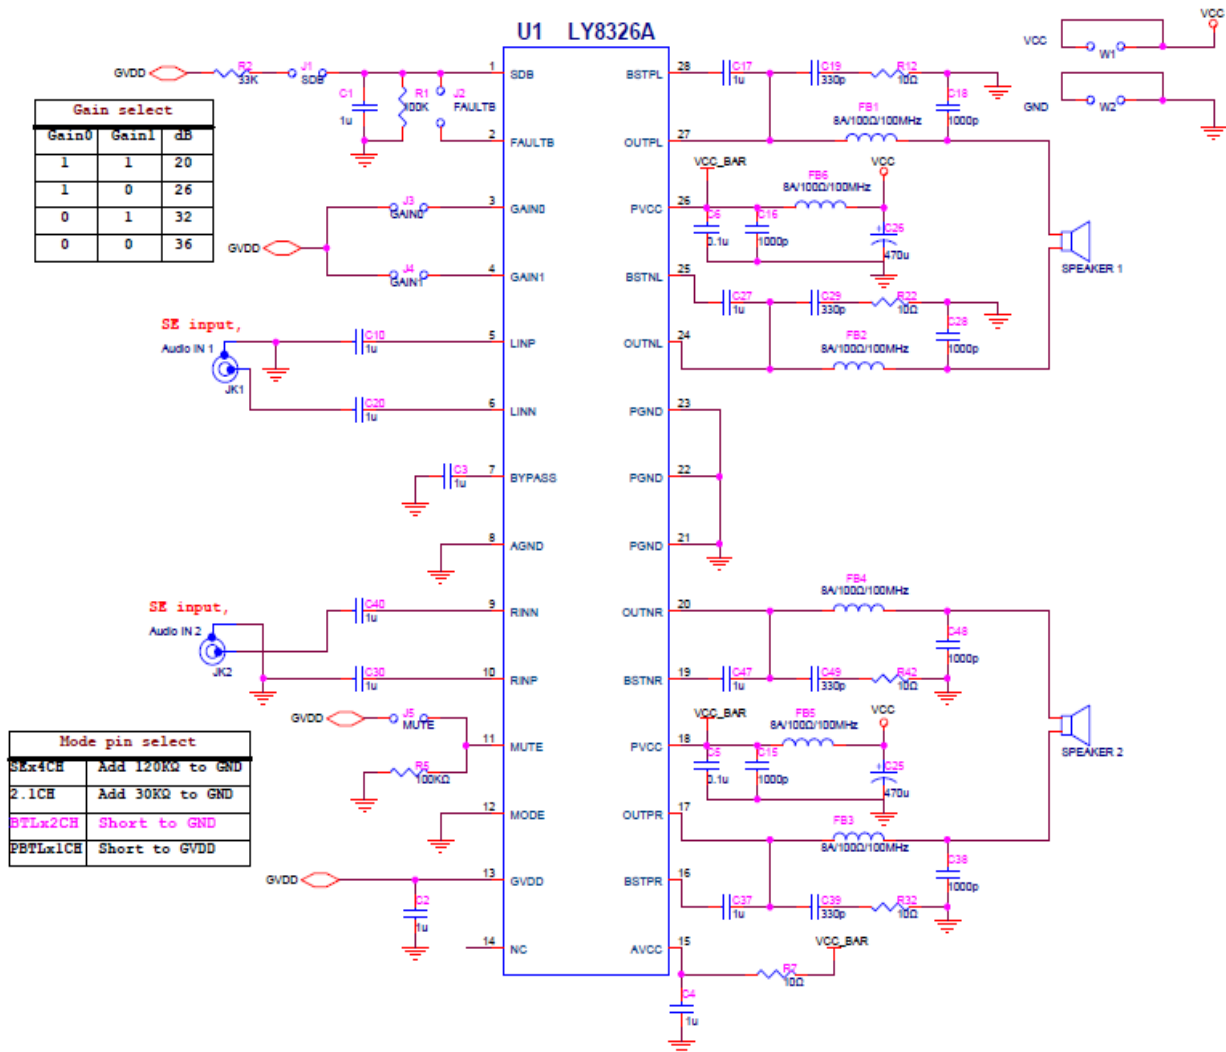 U1 LY8326A
VCC
VCC
W1
GND
W2
GVDD
R2
33K
J1
SDB
C1
1u
R1
100K
J2
FAULTB
1
SDB
2
FAULTB
Gain select
Gain0 Gain1 dB
1 1 20
1 0 26
0 1 32
0 0 36
GVDD
J3
GAIN0
3
GAIN0
J4
GAIN1
4
GAIN1
SE input,
Audio IN 1
JK1
C10
1u
5
LINP
C20
1u
6
LINN
C3
1u
7
BYPASS
8
AGND
SE input,
Audio IN 2
JK2
C40
1u
9
RINN
C30
1u
10
RINP
GVDD
J5
MUTE
11
MUTE
R5
100KΩ
12
MODE
Mode pin select
SEx4CH Add 120KΩ to GND
2.1CH Add 30KΩ to GND
BTLx2CH Short to GND
PBTLx1CH Short to GVDD
GVDD
C2
1u
13
GVDD
14
NC
BSTPL
28
C17
1u
C19
330p
R12
10Ω
C18
1000p
FB1
8A/100Ω/100MHz
OUTPL
27
VCC_BAR
VCC
FB6
8A/100Ω/100MHz
PVCC
26
C6
0.1u
C16
1000p
C26
470u
SPEAKER 1
BSTNL
25
C27
1u
C29
330p
R22
10Ω
C28
1000p
OUTNL
24
FB2
8A/100Ω/100MHz
PGND
23
PGND
22
PGND
21
FB4
8A/100Ω/100MHz
OUTNR
20
C48
1000p
BSTNR
19
C47
1u
C49
330p
R42
10Ω
VCC_BAR
VCC
FB5
8A/100Ω/100MHz
PVCC
18
C5
0.1u
C15
1000p
C25
470u
SPEAKER 2
OUTPR
17
FB3
8A/100Ω/100MHz
C38
1000p
BSTPR
16
C37
1u
C39
330p
R32
10Ω
AVCC
15
VCC_BAR
R7
10Ω
C4
1u